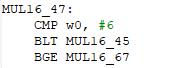 MUL16_47:
CMP w0, #6
BLT MUL16_45
BGE MUL16_67